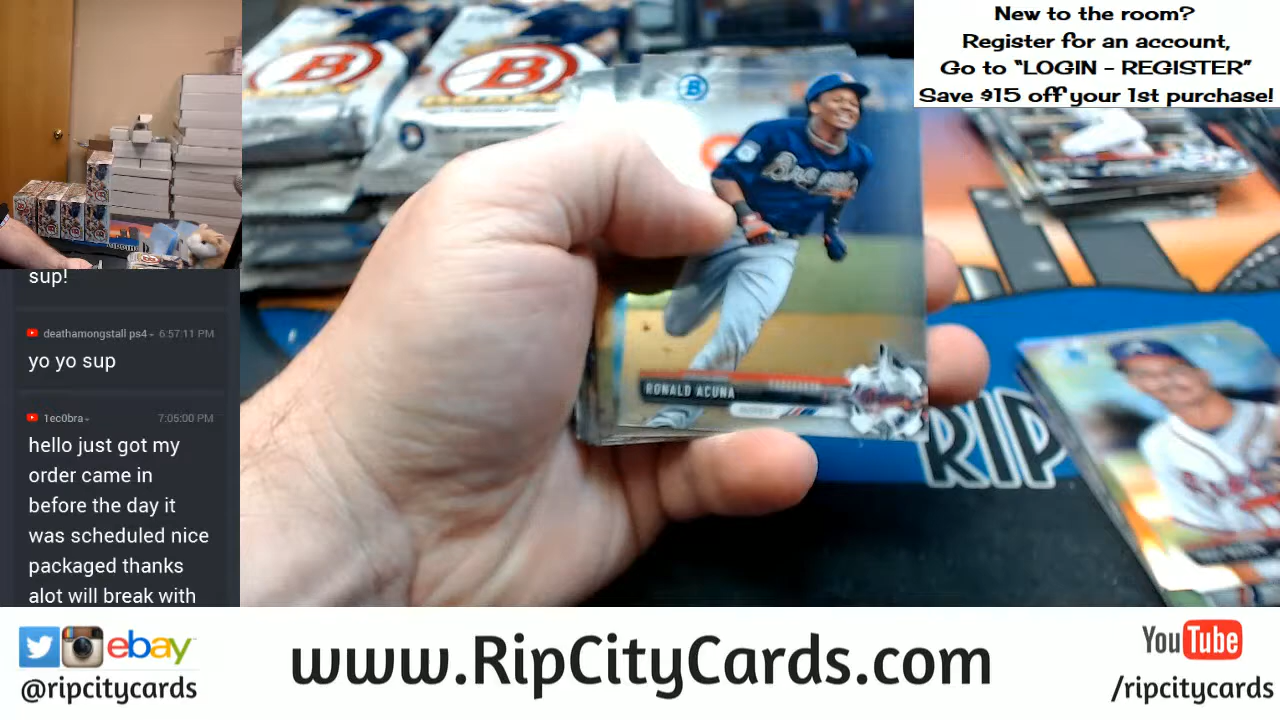 New to the room?
Register for an account,
Go to "LOGIN - REGISTER"
Save $15 off your 1st purchase!
sup!
deathamongstall ps4 6:57:11 PM
yo yo sup
1ec0bra 7:05:00 PM
hello just got my
order came in
before the day it
was scheduled nice
packaged thanks
alot will break with
B
B
B
RONALD ACUNA
RIP
ebay
@ripcitycards
www.RipCityCards.com
YouTube
/ripcitycards